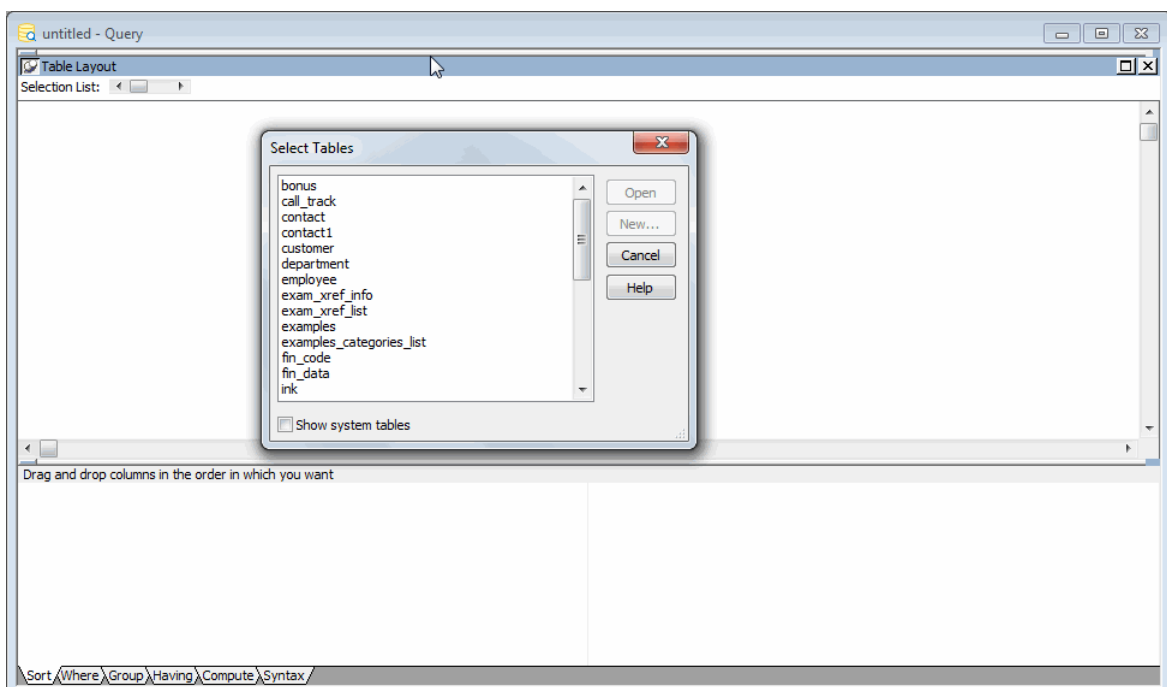 untitled - Query
Table Layout
Selection List:
Select Tables
bonus
call_track
contact
contact1
customer
department
employee
exam_xref_info
exam_xref_list
examples
examples_categories_list
fin_code
fin_data
ink
Open
New...
Cancel
Help
Show system tables
Drag and drop columns in the order in which you want
Sort Where Group Having Compute Syntax